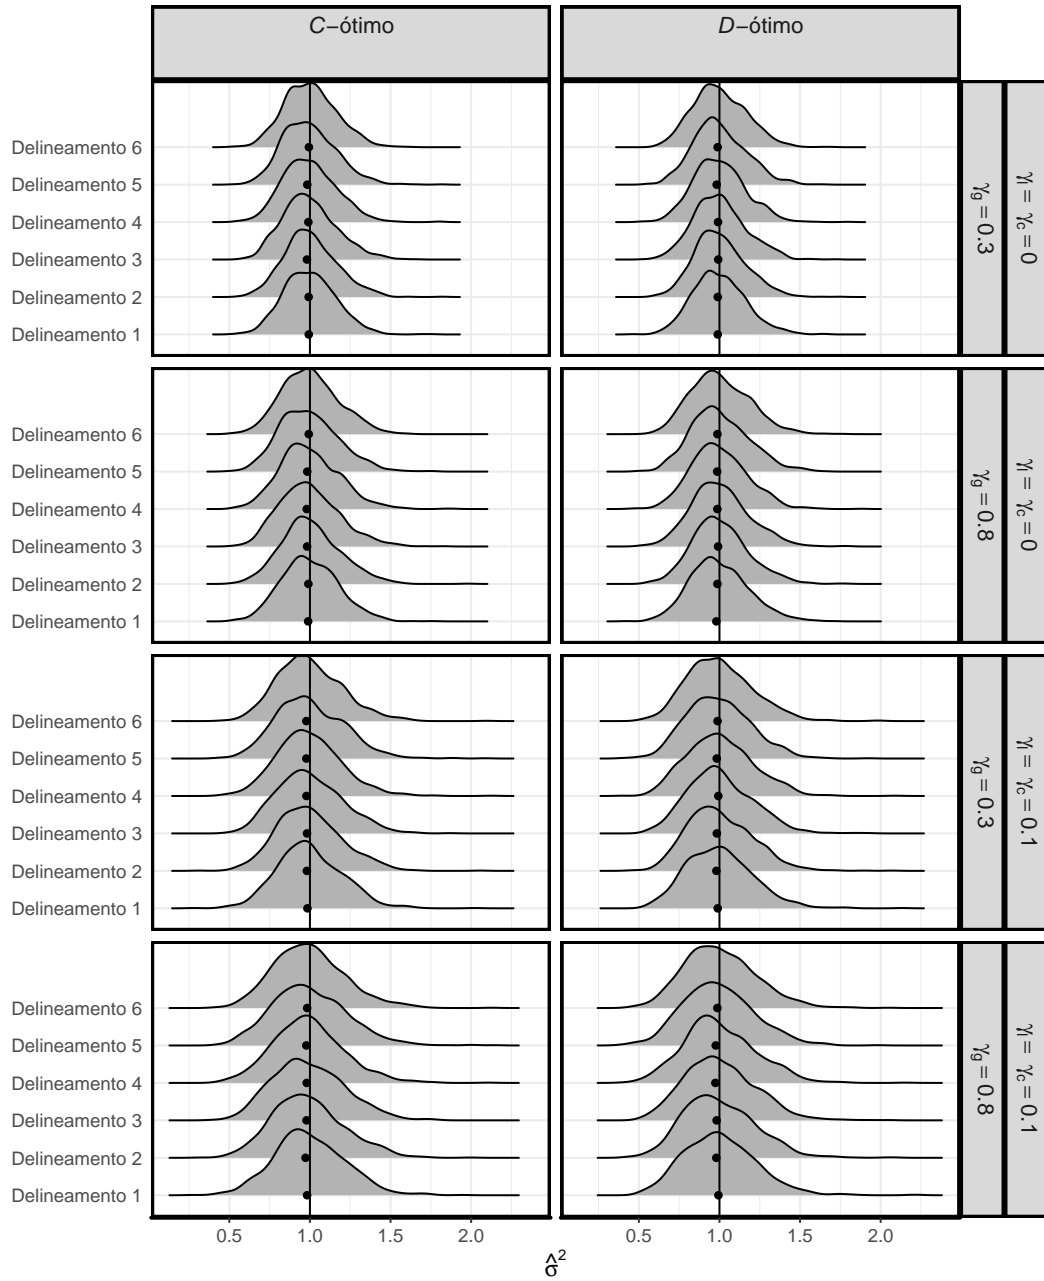 C−ótimo
D−ótimo
Delineamento 6
Delineamento 5
Delineamento 4
Delineamento 3
Delineamento 2
Delineamento 1
γg = 0.3
γl = γc = 0
Delineamento 6
Delineamento 5
Delineamento 4
Delineamento 3
Delineamento 2
Delineamento 1
γg = 0.8
γl = γc = 0
Delineamento 6
Delineamento 5
Delineamento 4
Delineamento 3
Delineamento 2
Delineamento 1
γg = 0.3
γl = γc = 0.1
Delineamento 6
Delineamento 5
Delineamento 4
Delineamento 3
Delineamento 2
Delineamento 1
γg = 0.8
γl = γc = 0.1
0.5 1.0 1.5 2.0
0.5 1.0 1.5 2.0
σ̂²